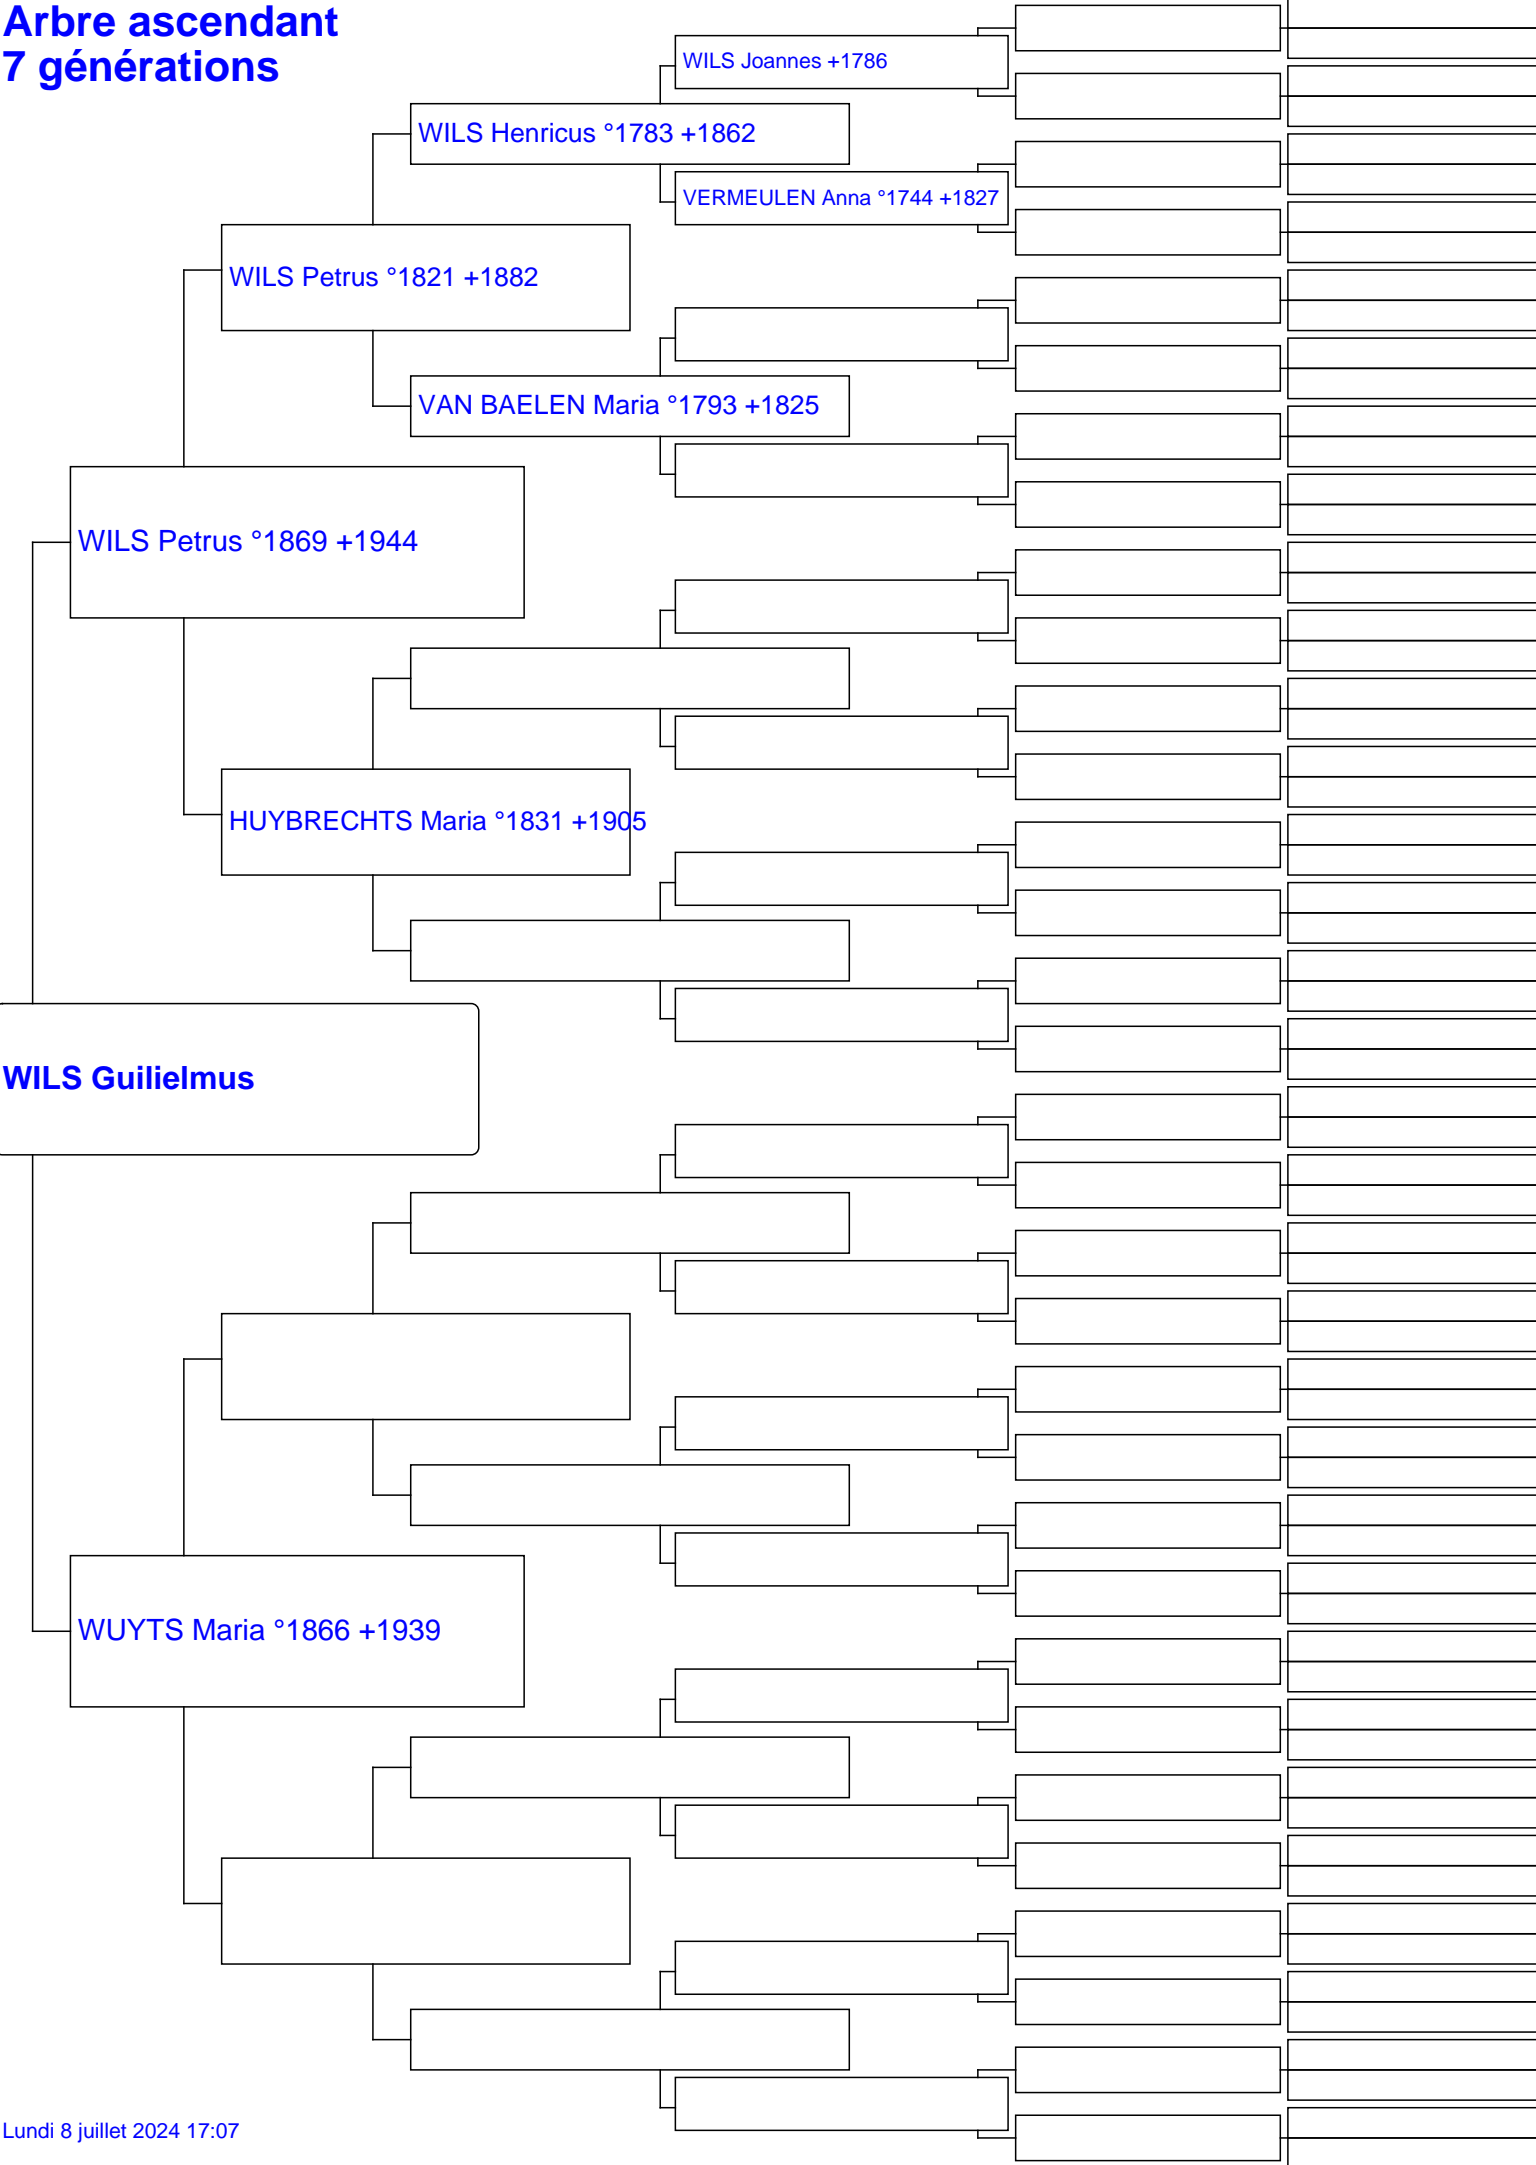 Arbre ascendant
7 générations
WILS Joannes +1786
WILS Henricus °1783 +1862
VERMEULEN Anna °1744 +1827
WILS Petrus °1821 +1882
VAN BAELEN Maria °1793 +1825
WILS Petrus °1869 +1944
HUYBRECHTS Maria °1831 +1905
WILS Guilielmus
WUYTS Maria °1866 +1939
Lundi 8 juillet 2024 17:07